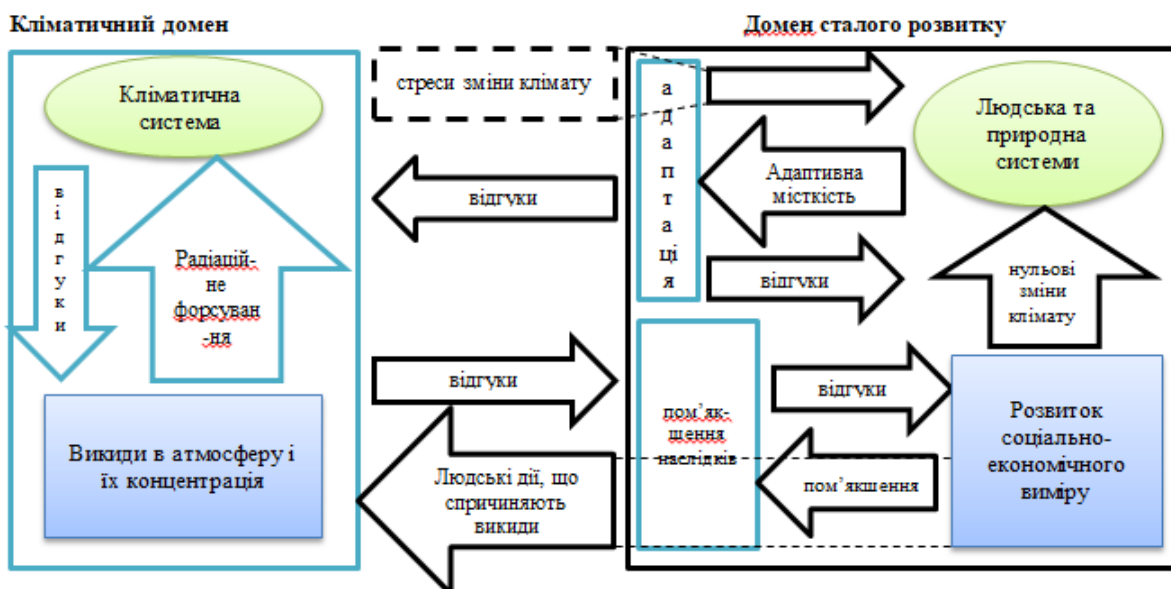 Кліматичний домен
Домен сталого розвитку
Кліматична
система
стреси зміни клімату
адаптація
Людська та
природна
системи
Адаптивна
місткість
відгуки
відгуки
Радіацій-
не
форсуван
-ня
відгуки
нульові
зміни
клімату
відгуки
відгуки
пом’як-
шення
наслідків
Викиди в атмосферу і
їх концентрація
Людські дії, що
спричиняють
викиди
пом’якшення
Розвиток
соціально-
економічного
виміру